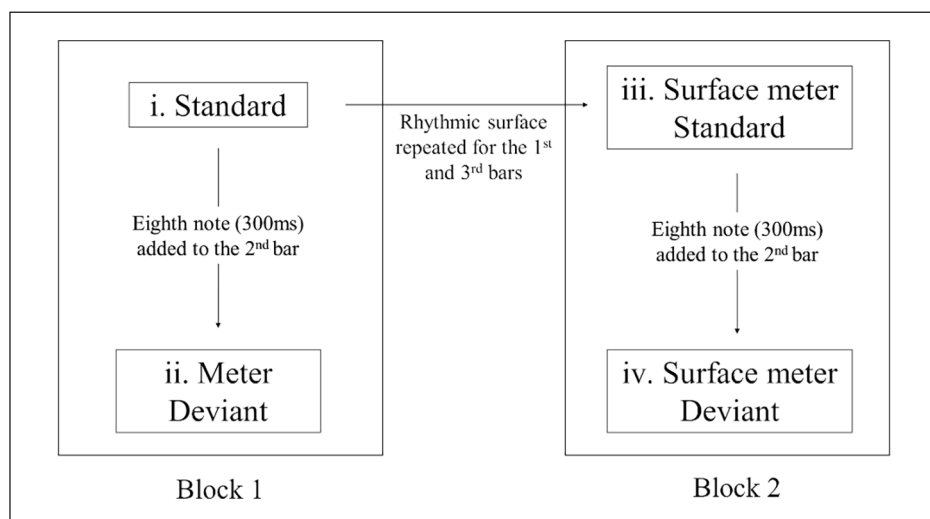 i. Standard
Eighth note (300ms)
added to the 2nd bar
ii. Meter
Deviant
Block 1
Rhythmic surface
repeated for the 1st
and 3rd bars
iii. Surface meter
Standard
Eighth note (300ms)
added to the 2nd bar
iv. Surface meter
Deviant
Block 2